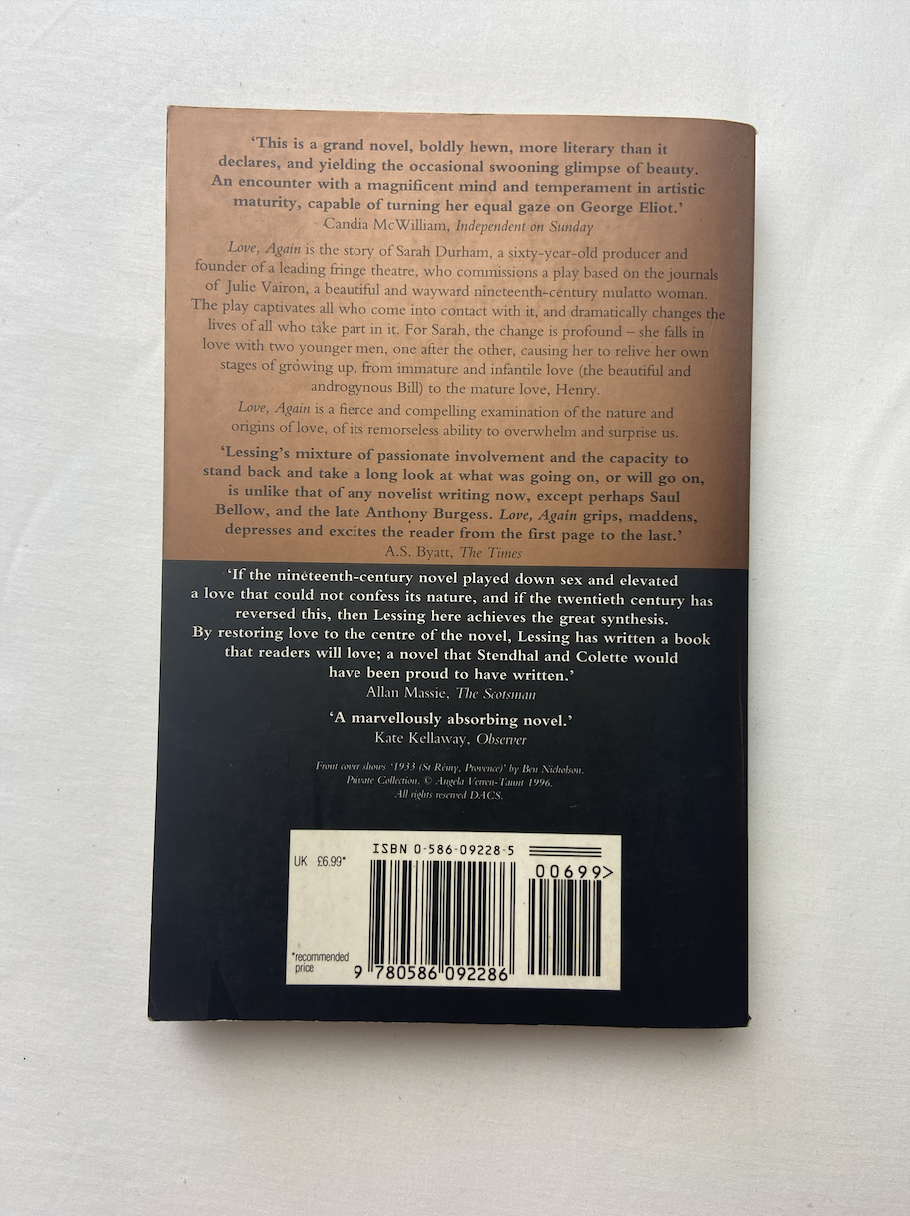 ‘This is a grand novel, boldly hewn, more literary than it
declares, and yielding the occasional swooning glimpse of beauty.
An encounter with a magnificent mind and temperament in artistic
maturity, capable of turning her equal gaze on George Eliot.’
Candia McWilliam, Independent on Sunday
Love, Again is the story of Sarah Durham, a sixty-year-old producer and
founder of a leading fringe theatre, who commissions a play based on the journals
of Julie Vairon, a beautiful and wayward nineteenth-century mulatto woman.
The play captivates all who come into contact with it, and dramatically changes the
lives of all who take part in it. For Sarah, the change is profound – she falls in
love with two younger men, one after the other, causing her to relive her own
stages of growing up, from immature and infantile love (the beautiful and
androgynous Bill) to the mature love, Henry.
Love, Again is a fierce and compelling examination of the nature and
origins of love, of its remorseless ability to overwhelm and surprise us.
‘Lessing’s mixture of passionate involvement and the capacity to
stand back and take a long look at what was going on, or will go on,
is unlike that of any novelist writing now, except perhaps Saul
Bellow, and the late Anthony Burgess. Love, Again grips, maddens,
depresses and excites the reader from the first page to the last.’
A.S. Byatt, The Times
‘If the nineteenth-century novel played down sex and elevated
a love that could not confess its nature, and if the twentieth century has
reversed this, then Lessing here achieves the great synthesis.
By restoring love to the centre of the novel, Lessing has written a book
that readers will love; a novel that Stendhal and Colette would
have been proud to have written.’
Allan Massie, The Scotsman
‘A marvellously absorbing novel.’
Kate Kellaway, Observer
Front cover shows ‘1933 (St Rémy, Provence)’ by Ben Nicholson.
Private Collection. © Angela Verren-Taunt 1996.
All rights reserved DACS.
ISBN 0-586-09228-5
UK £6.99*
00699>
*recommended
price
9 780586 092286